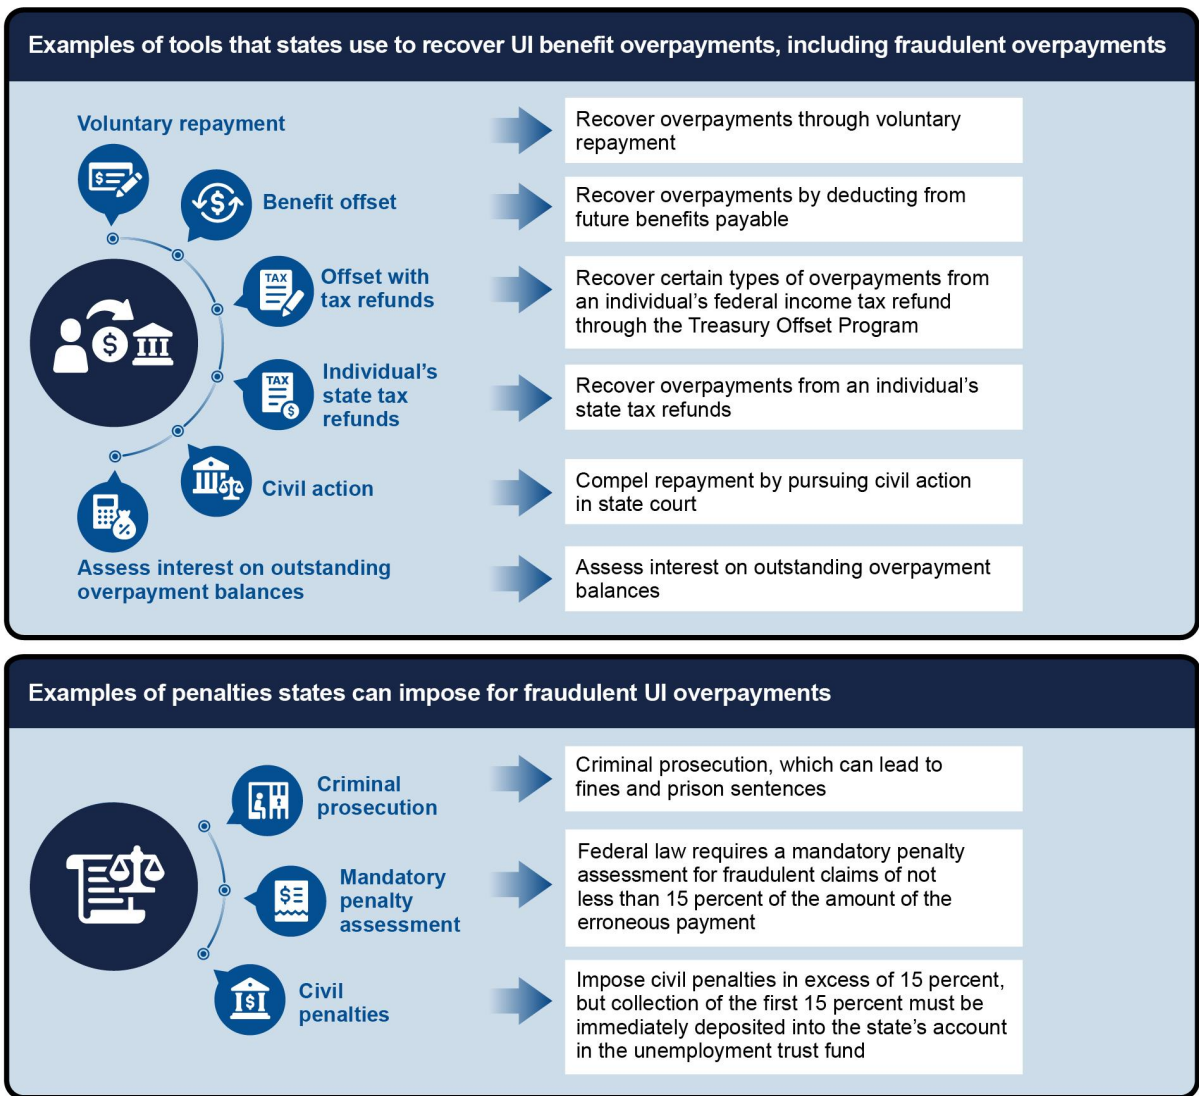 Examples of tools that states use to recover UI benefit overpayments, including fraudulent overpayments
Voluntary repayment
Recover overpayments through voluntary
repayment
Benefit offset
Recover overpayments by deducting from
future benefits payable
TAX
Offset with
tax refunds
Recover certain types of overpayments from
an individual's federal income tax refund
through the Treasury Offset Program
TAX
Individual's
state tax
refunds
Recover overpayments from an individual's
state tax refunds
Civil action
Compel repayment by pursuing civil action
in state court
Assess interest on outstanding
overpayment balances
Assess interest on outstanding overpayment
balances
Examples of penalties states can impose for fraudulent UI overpayments
Criminal
prosecution
Criminal prosecution, which can lead to
fines and prison sentences
Mandatory
penalty
assessment
Federal law requires a mandatory penalty
assessment for fraudulent claims of not
less than 15 percent of the amount of the
erroneous payment
Civil
penalties
Impose civil penalties in excess of 15 percent,
but collection of the first 15 percent must be
immediately deposited into the state's account
in the unemployment trust fund